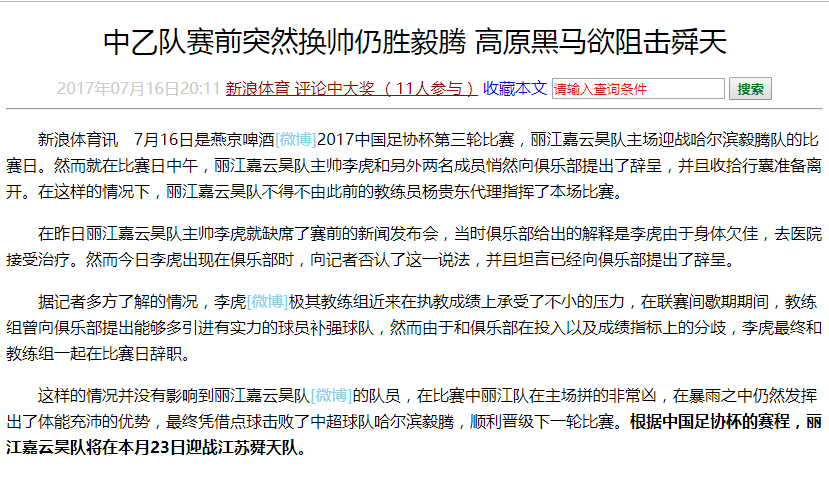 中乙队赛前突然换帅仍胜毅腾 高原黑马欲阻击舜天
2017年07月16日20:11 新浪体育 评论中大奖 （11人参与） 收藏本文 请输入查询条件 搜索
新浪体育讯　7月16日是燕京啤酒[微博]2017中国足协杯第三轮比赛，丽江嘉云昊队主场迎战哈尔滨毅腾队的比
赛日。然而就在比赛日中午，丽江嘉云昊队主帅李虎和另外两名成员悄然向俱乐部提出了辞呈，并且收拾行囊准备离
开。在这样的情况下，丽江嘉云昊队不得不由此前的教练员杨贵东代理指挥了本场比赛。
在昨日丽江嘉云昊队主帅李虎就缺席了赛前的新闻发布会，当时俱乐部给出的解释是李虎由于身体欠佳，去医院
接受治疗。然而今日李虎出现在俱乐部时，向记者否认了这一说法，并且坦言已经向俱乐部提出了辞呈。
据记者多方了解的情况，李虎[微博]极其教练组近来在执教成绩上承受了不小的压力，在联赛间歇期期间，教练
组曾向俱乐部提出能够多引进有实力的球员补强球队，然而由于和俱乐部在投入以及成绩指标上的分歧，李虎最终和
教练组一起在比赛日辞职。
这样的情况并没有影响到丽江嘉云昊队[微博]的队员，在比赛中丽江队在主场拼的非常凶，在暴雨之中仍然发挥
出了体能充沛的优势，最终凭借点球击败了中超球队哈尔滨毅腾，顺利晋级下一轮比赛。根据中国足协杯的赛程，丽
江嘉云昊队将在本月23日迎战江苏舜天队。